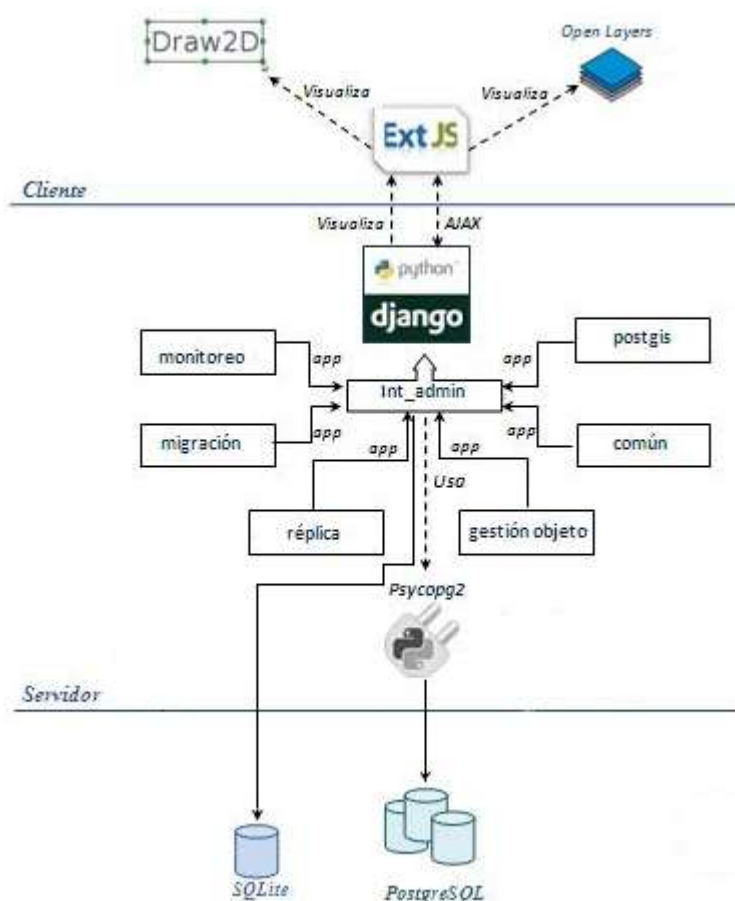 Draw2D
Open Layers
Visualiza
Visualiza
Ext JS
Cliente
Visualiza
AJAX
python
django
monitoreo
app
app
postgis
Int_admin
migración
app
app
app
app
común
Usa
réplica
gestión objeto
Psycopg2
Servidor
SQLite
PostgreSQL